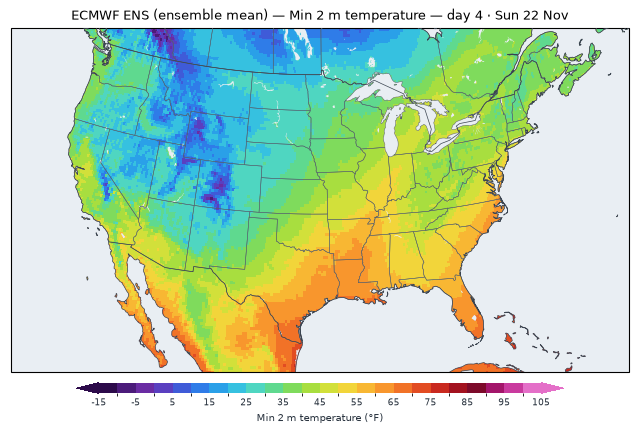 ECMWF ENS (ensemble mean) — Min 2 m temperature — day 4 · Sun 22 Nov
-15 -5 5 15 25 35 45 55 65 75 85 95 105
Min 2 m temperature (°F)